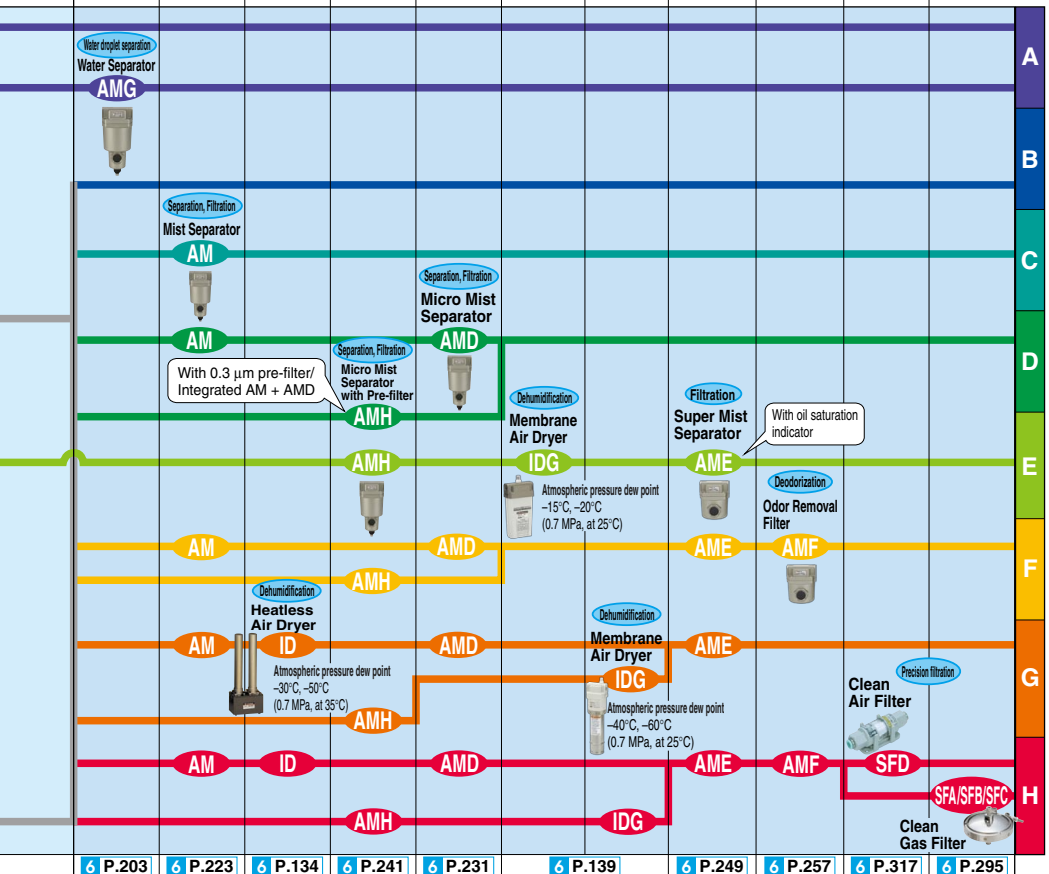 Water droplet separation
Water Separator
AMG
A
B
Separation, Filtration
Mist Separator
AM
C
Separation, Filtration
Micro Mist
Separator
AM
AMD
D
With 0.3 µm pre-filter/
Integrated AM + AMD
Separation, Filtration
Micro Mist
Separator
with Pre-filter
AMH
Dehumidification
Membrane
Air Dryer
Filtration
Super Mist
Separator
With oil saturation
indicator
AMH
IDG
AME
E
Atmospheric pressure dew point
–15°C, –20°C
(0.7 MPa, at 25°C)
Deodorization
Odor Removal
Filter
AM
AMD
AME
AMF
F
AMH
Dehumidification
Heatless
Air Dryer
Dehumidification
Membrane
Air Dryer
AM
ID
AMD
AME
G
Atmospheric pressure dew point
–30°C, –50°C
(0.7 MPa, at 35°C)
IDG
Atmospheric pressure dew point
–40°C, –60°C
(0.7 MPa, at 25°C)
Precision filtration
Clean
Air Filter
AMH
AM
ID
AMD
AME
AMF
SFD
SFA/SFB/SFC
H
AMH
IDG
Clean
Gas Filter
6 P.203
6 P.223
6 P.134
6 P.241
6 P.231
6 P.139
6 P.249
6 P.257
6 P.317
6 P.295